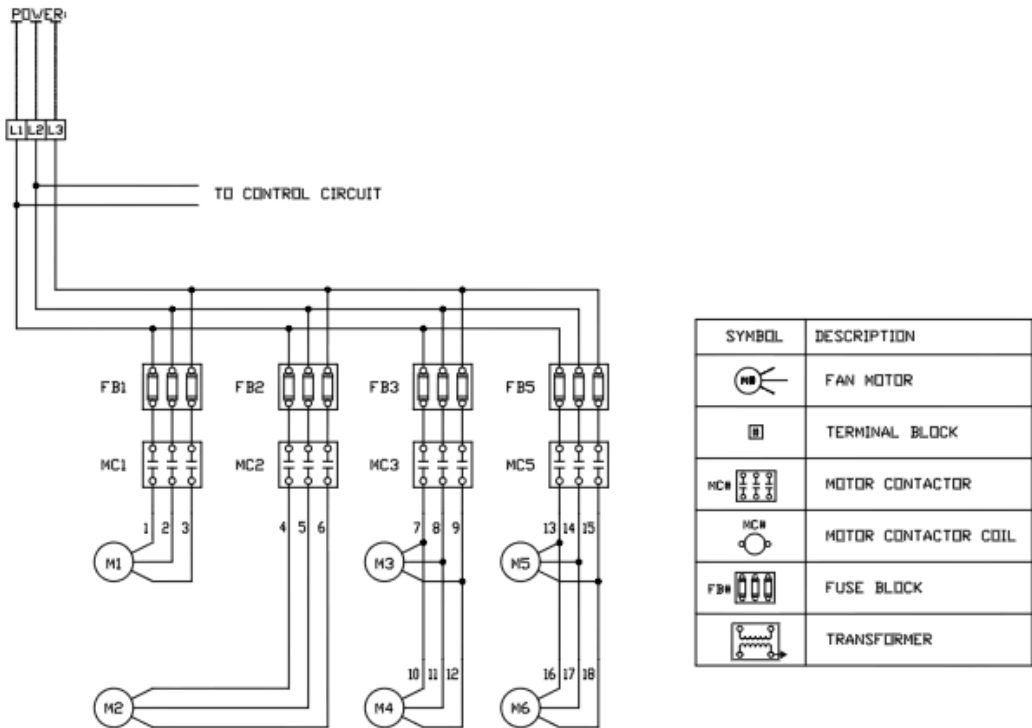 POWER:
L1 L2 L3
TO CONTROL CIRCUIT
FB1 FB2 FB3 FB5
MC1 MC2 MC3 MC5
1 2 3 4 5 6 7 8 9 13 14 15
M1 M3 M5
10 11 12 16 17 18
M2 M4 M6
SYMBOL DESCRIPTION
M# FAN MOTOR
# TERMINAL BLOCK
MC# MOTOR CONTACTOR
MC# MOTOR CONTACTOR COIL
FB# FUSE BLOCK
TRANSFORMER